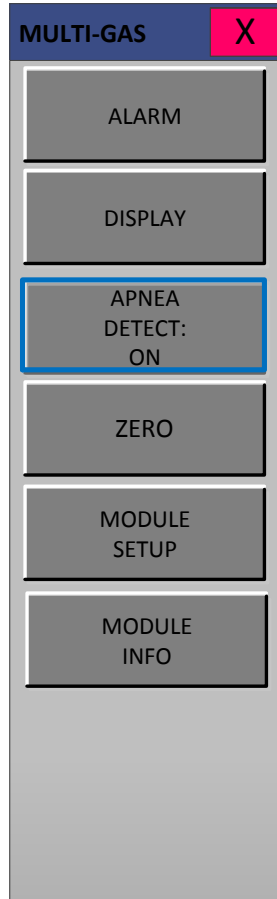 MULTI-GAS X
ALARM
DISPLAY
APNEA
DETECT:
ON
ZERO
MODULE
SETUP
MODULE
INFO